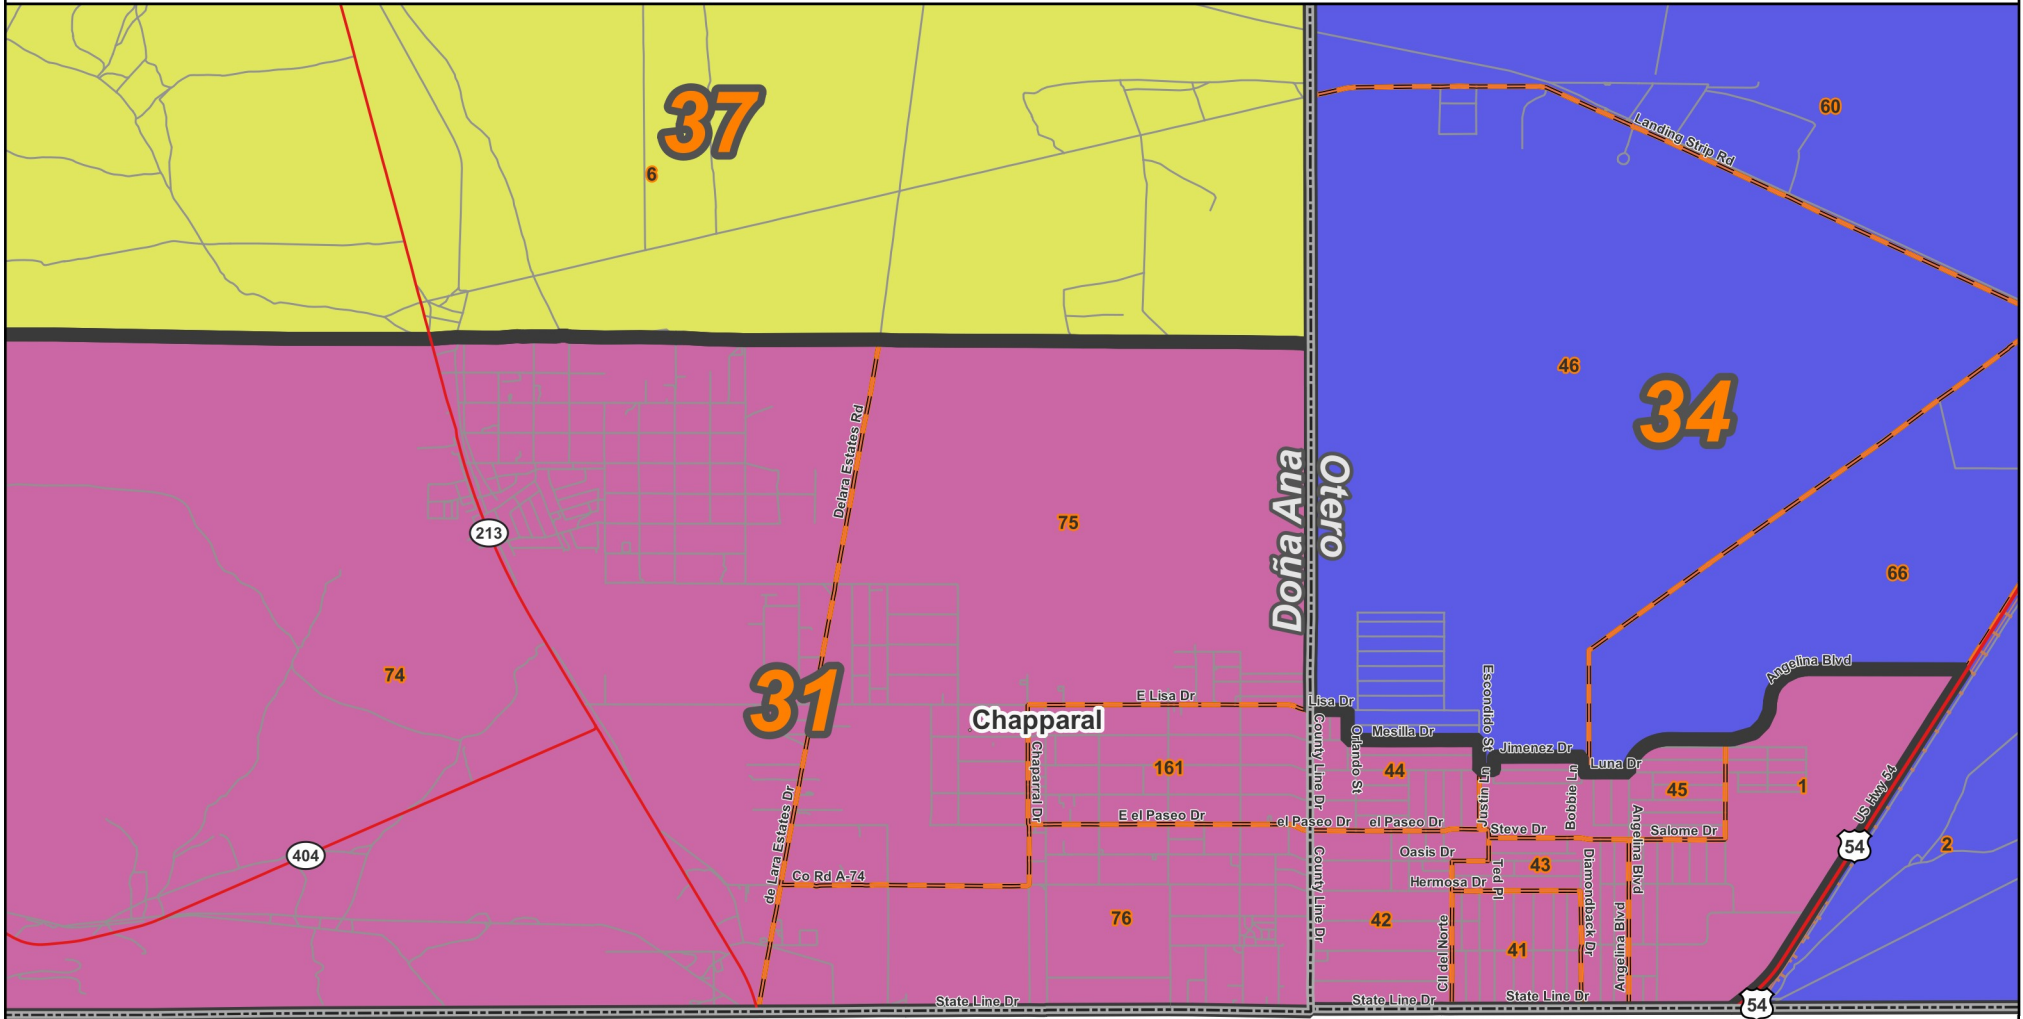 37
6
60
Landing Strip Rd
46
34
Delara Estates Rd
Doña Ana
Otero
75
213
66
74
31
Chapparal
E Lisa Dr
Lisa Dr
Escondido St
Angelina Blvd
Orlando St
Mesilla Dr
Jimenez Dr
Luna Dr
County Line Dr
Chaparral Dr
161
44
Justin Ln
Bobbie Ln
45
1
US Hwy 54
54
2
de Lara Estates Dr
E el Paseo Dr
el Paseo Dr
el Paseo Dr
Steve Dr
Salome Dr
Angelina Blvd
404
Co Rd A-74
Oasis Dr
43
Ted Pl
Diamondback Dr
Hermosa Dr
County Line Dr
76
42
Cll del Norte
41
Angelina Blvd
State Line Dr
State Line Dr
State Line Dr
54